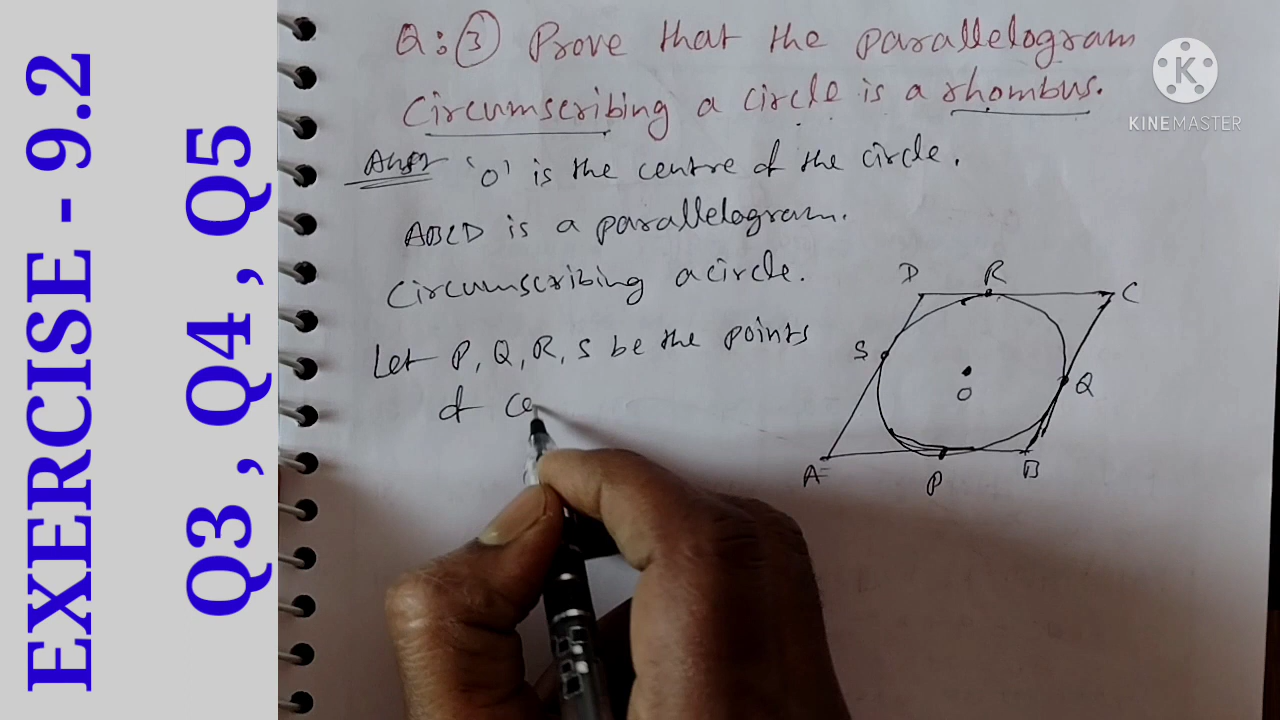 EXERCISE - 9.2
Q3 , Q4 , Q5
Q:③ Prove that the parallelogram
Circumscribing a circle is a rhombus.
KINEMASTER
Ans: 'O' is the centre of the circle.
ABCD is a parallelogram.
Circumscribing a circle.
Let P, Q, R, S be the points
of co
D R C
S Q
O
A P B